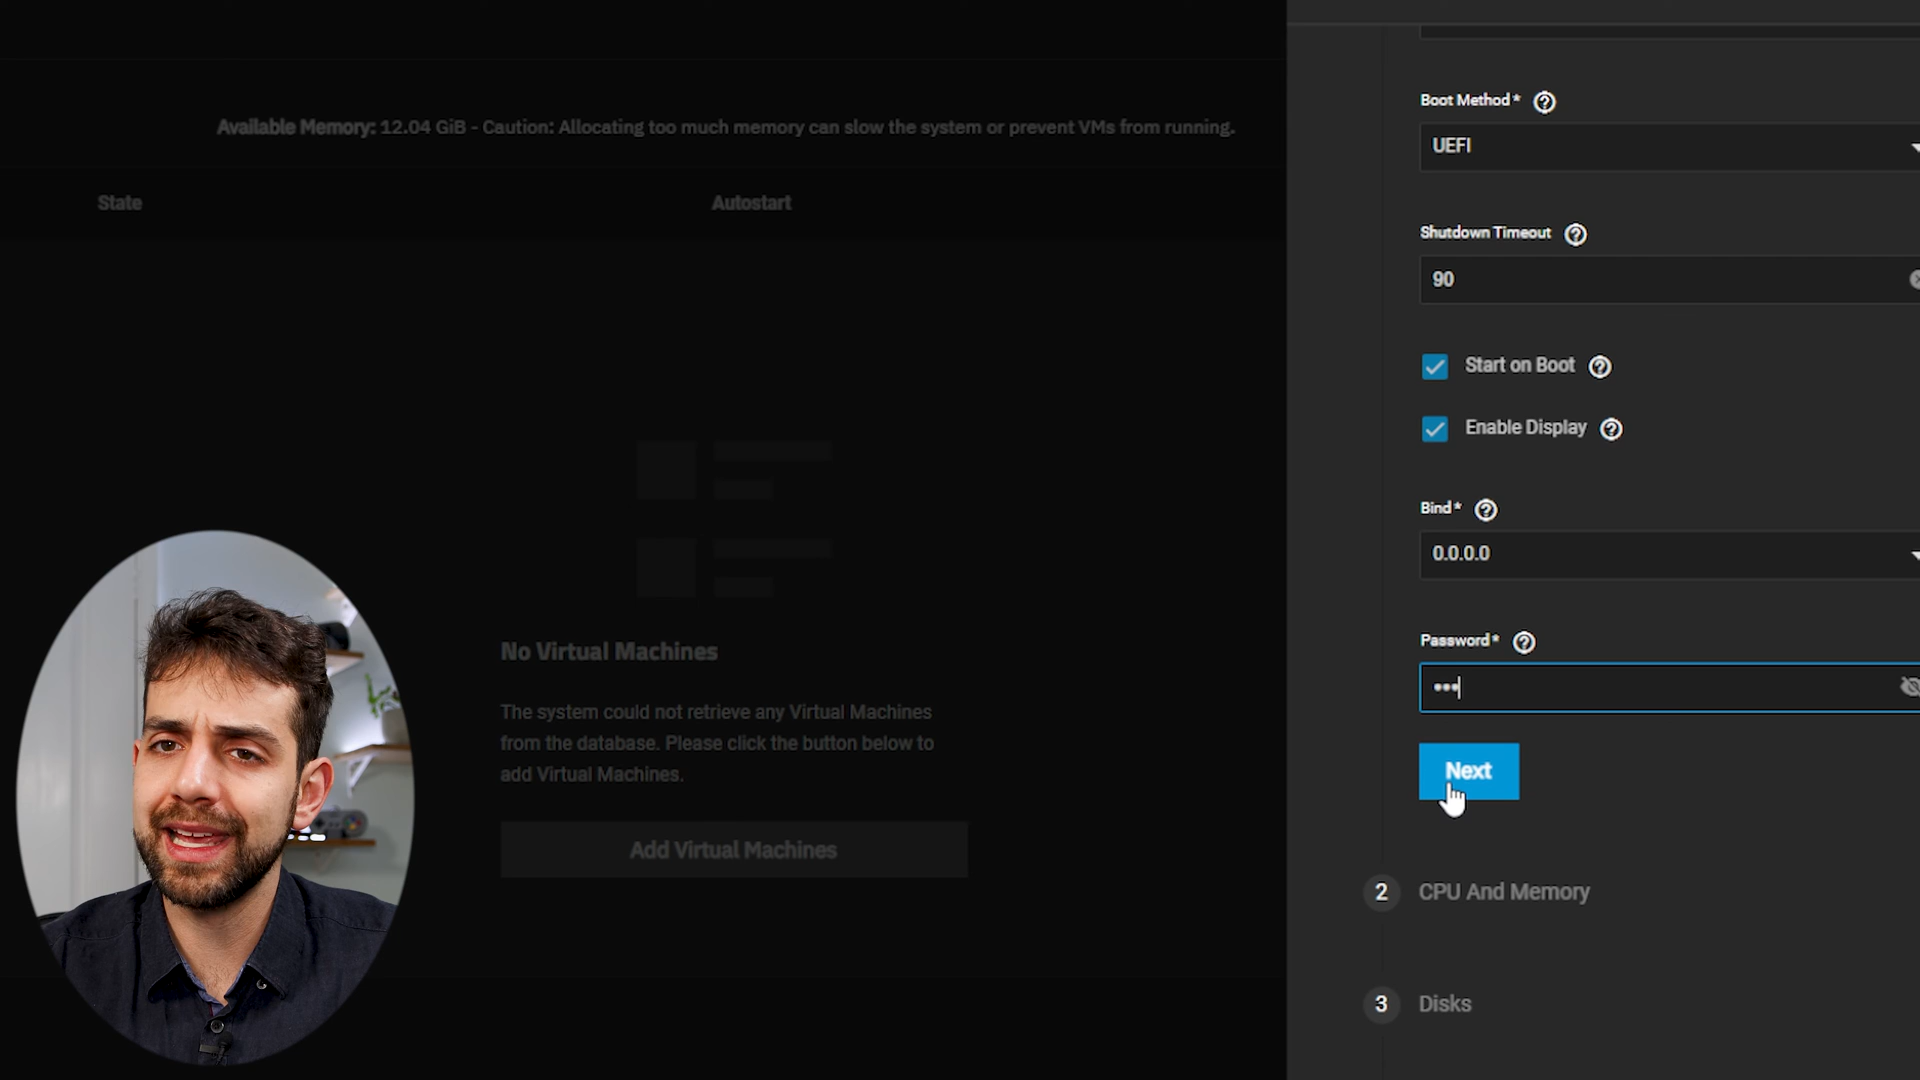 Available Memory: 12.04 GiB - Caution: Allocating too much memory can slow the system or prevent VMs from running.
State
Autostart
No Virtual Machines
The system could not retrieve any Virtual Machines
from the database. Please click the button below to
add Virtual Machines.
Add Virtual Machines
Boot Method*
UEFI
Shutdown Timeout
90
Start on Boot
Enable Display
Bind*
0.0.0.0
Password*
•••
Next
2 CPU And Memory
3 Disks